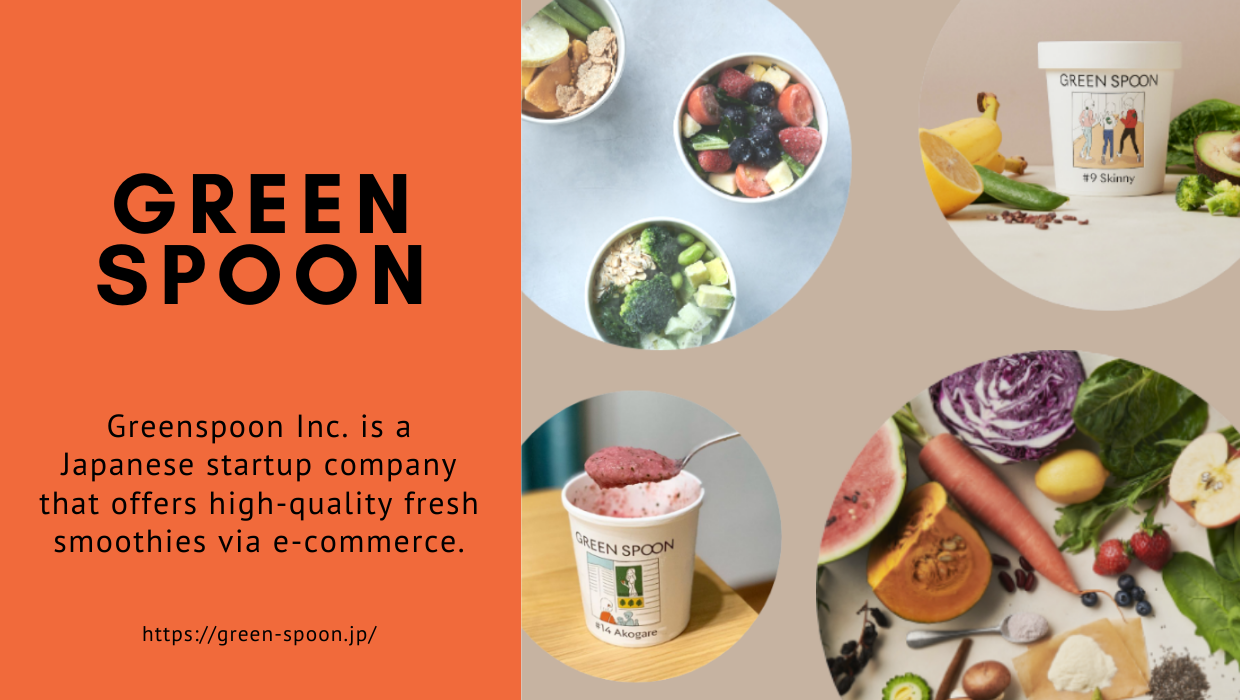 GREEN
SPOON
Greenspoon Inc. is a
Japanese startup company
that offers high-quality fresh
smoothies via e-commerce.
https://green-spoon.jp/
GREEN SPOON
#9 Skinny
GREEN SPOON
#14 Akogare